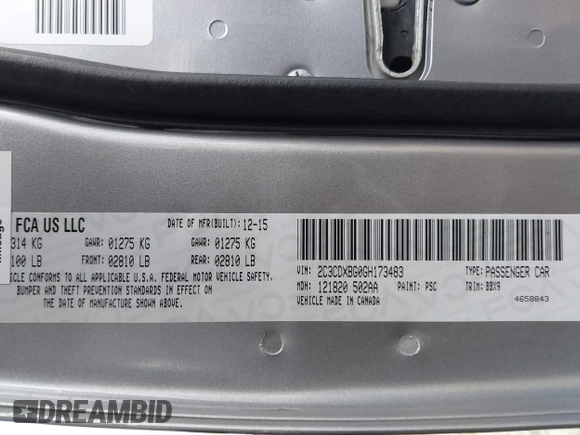 FCA US LLC
DATE OF MFR(BUILT): 12-15
314 KG GAWR: 01275 KG GAWR: 01275 KG
100 LB FRONT: 02810 LB REAR: 02810 LB
VEHICLE CONFORMS TO ALL APPLICABLE U.S.A. FEDERAL MOTOR VEHICLE SAFETY,
BUMPER AND THEFT PREVENTION STANDARDS IN EFFECT ON
THE DATE OF MANUFACTURE SHOWN ABOVE.
VIN: 2C3CDXBG0GH173483 TYPE: PASSENGER CAR
MDH: 121820 502AA PAINT: PSC TRIM: BBX9
VEHICLE MADE IN CANADA 4658843
DREAMBID